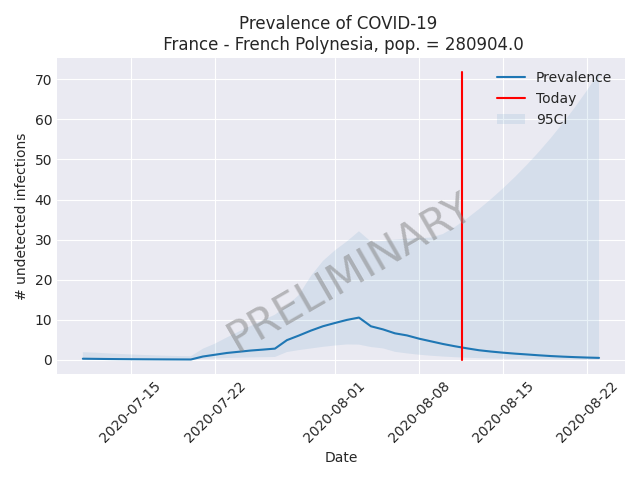 Prevalence of COVID-19
France - French Polynesia, pop. = 280904.0
70
60
50
40
30
20
10
0
# undetected infections
Prevalence
Today
95CI
PRELIMINARY
2020-07-15
2020-07-22
2020-08-01
2020-08-08
2020-08-15
2020-08-22
Date